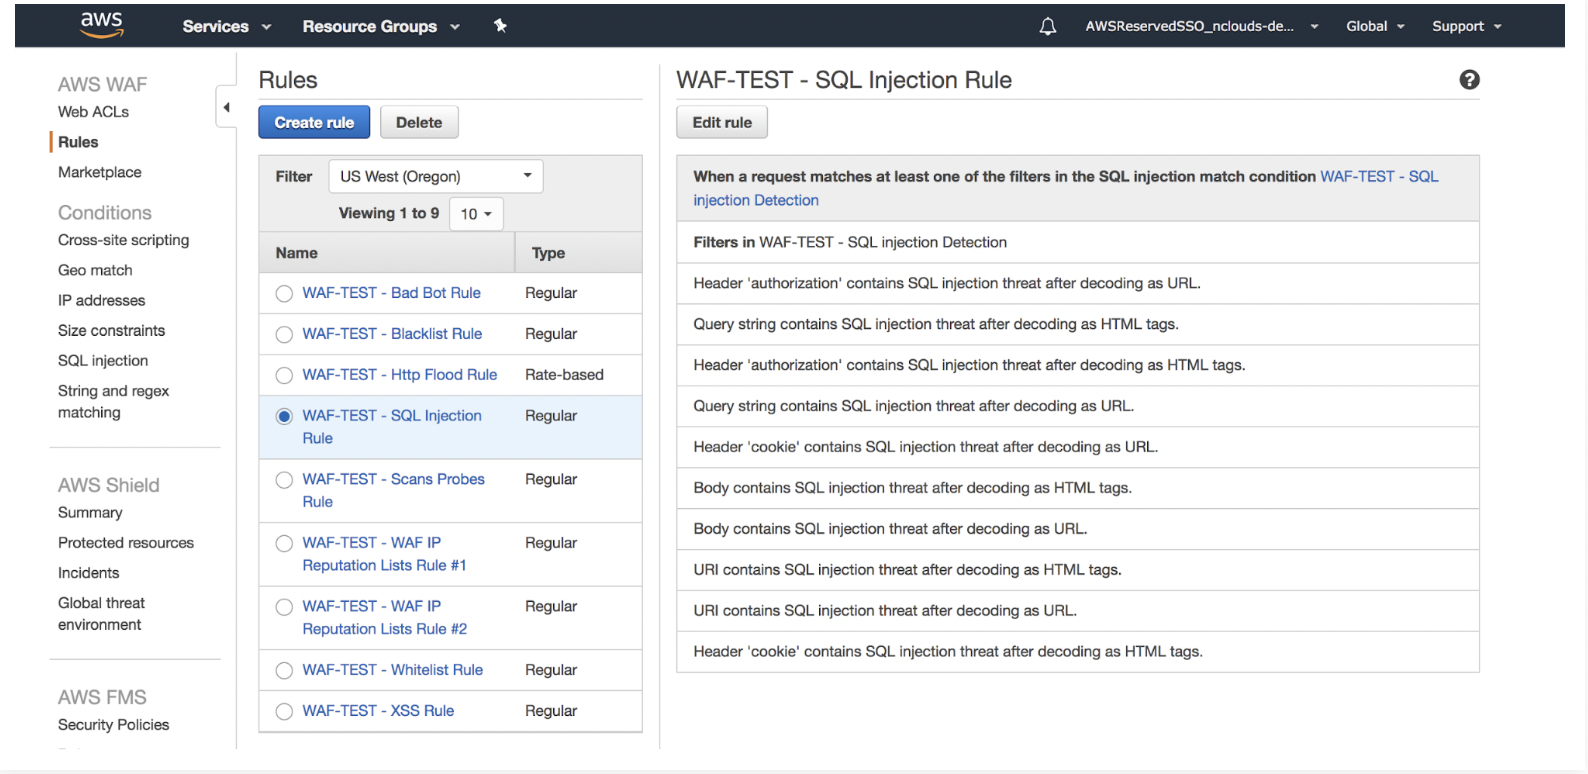 aws Services Resource Groups AWSReservedSSO_nclouds-de... Global Support
AWS WAF
Web ACLs
Rules
Marketplace
Conditions
Cross-site scripting
Geo match
IP addresses
Size constraints
SQL injection
String and regex
matching
AWS Shield
Summary
Protected resources
Incidents
Global threat
environment
AWS FMS
Security Policies
Rules
Create rule Delete
Filter US West (Oregon)
Viewing 1 to 9 10
Name Type
WAF-TEST - Bad Bot Rule Regular
WAF-TEST - Blacklist Rule Regular
WAF-TEST - Http Flood Rule Rate-based
WAF-TEST - SQL Injection Regular
Rule
WAF-TEST - Scans Probes Regular
Rule
WAF-TEST - WAF IP Regular
Reputation Lists Rule #1
WAF-TEST - WAF IP Regular
Reputation Lists Rule #2
WAF-TEST - Whitelist Rule Regular
WAF-TEST - XSS Rule Regular
WAF-TEST - SQL Injection Rule ?
Edit rule
When a request matches at least one of the filters in the SQL injection match condition WAF-TEST - SQL
injection Detection
Filters in WAF-TEST - SQL injection Detection
Header 'authorization' contains SQL injection threat after decoding as URL.
Query string contains SQL injection threat after decoding as HTML tags.
Header 'authorization' contains SQL injection threat after decoding as HTML tags.
Query string contains SQL injection threat after decoding as URL.
Header 'cookie' contains SQL injection threat after decoding as URL.
Body contains SQL injection threat after decoding as HTML tags.
Body contains SQL injection threat after decoding as URL.
URI contains SQL injection threat after decoding as HTML tags.
URI contains SQL injection threat after decoding as URL.
Header 'cookie' contains SQL injection threat after decoding as HTML tags.